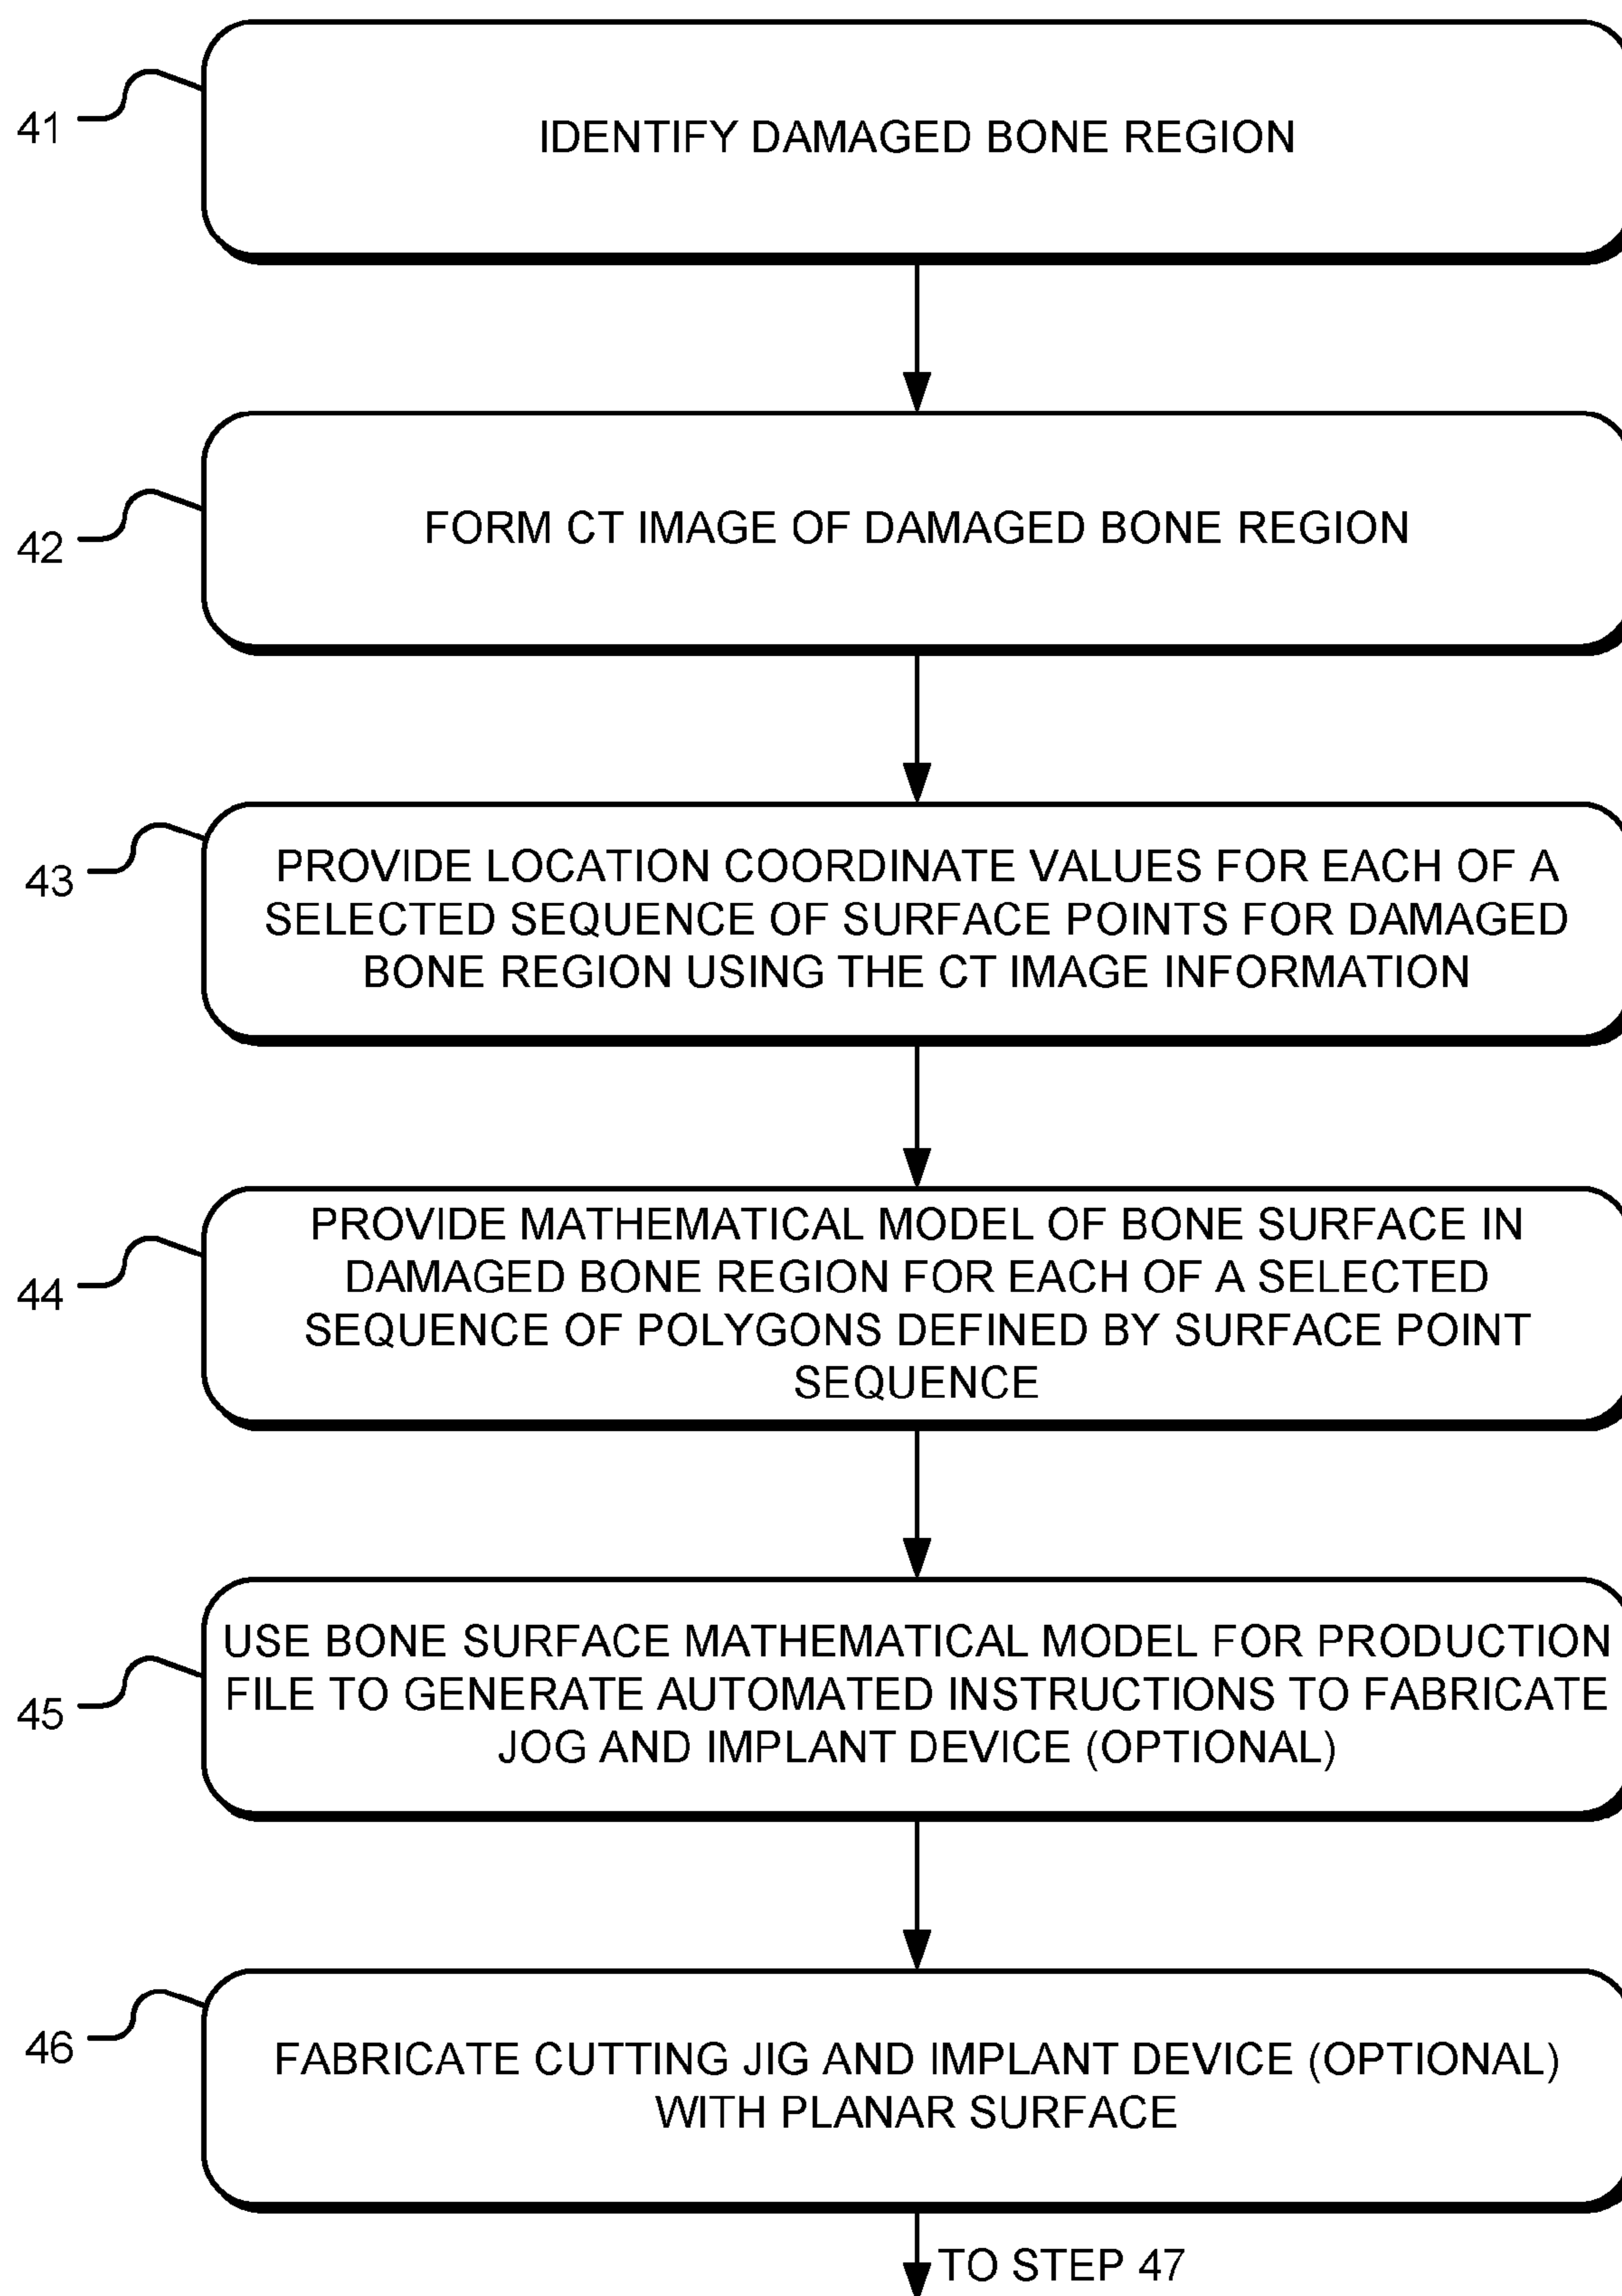 41
IDENTIFY DAMAGED BONE REGION
42
FORM CT IMAGE OF DAMAGED BONE REGION
43
PROVIDE LOCATION COORDINATE VALUES FOR EACH OF A
SELECTED SEQUENCE OF SURFACE POINTS FOR DAMAGED
BONE REGION USING THE CT IMAGE INFORMATION
44
PROVIDE MATHEMATICAL MODEL OF BONE SURFACE IN
DAMAGED BONE REGION FOR EACH OF A SELECTED
SEQUENCE OF POLYGONS DEFINED BY SURFACE POINT
SEQUENCE
45
USE BONE SURFACE MATHEMATICAL MODEL FOR PRODUCTION
FILE TO GENERATE AUTOMATED INSTRUCTIONS TO FABRICATE
JOG AND IMPLANT DEVICE (OPTIONAL)
46
FABRICATE CUTTING JIG AND IMPLANT DEVICE (OPTIONAL)
WITH PLANAR SURFACE
TO STEP 47